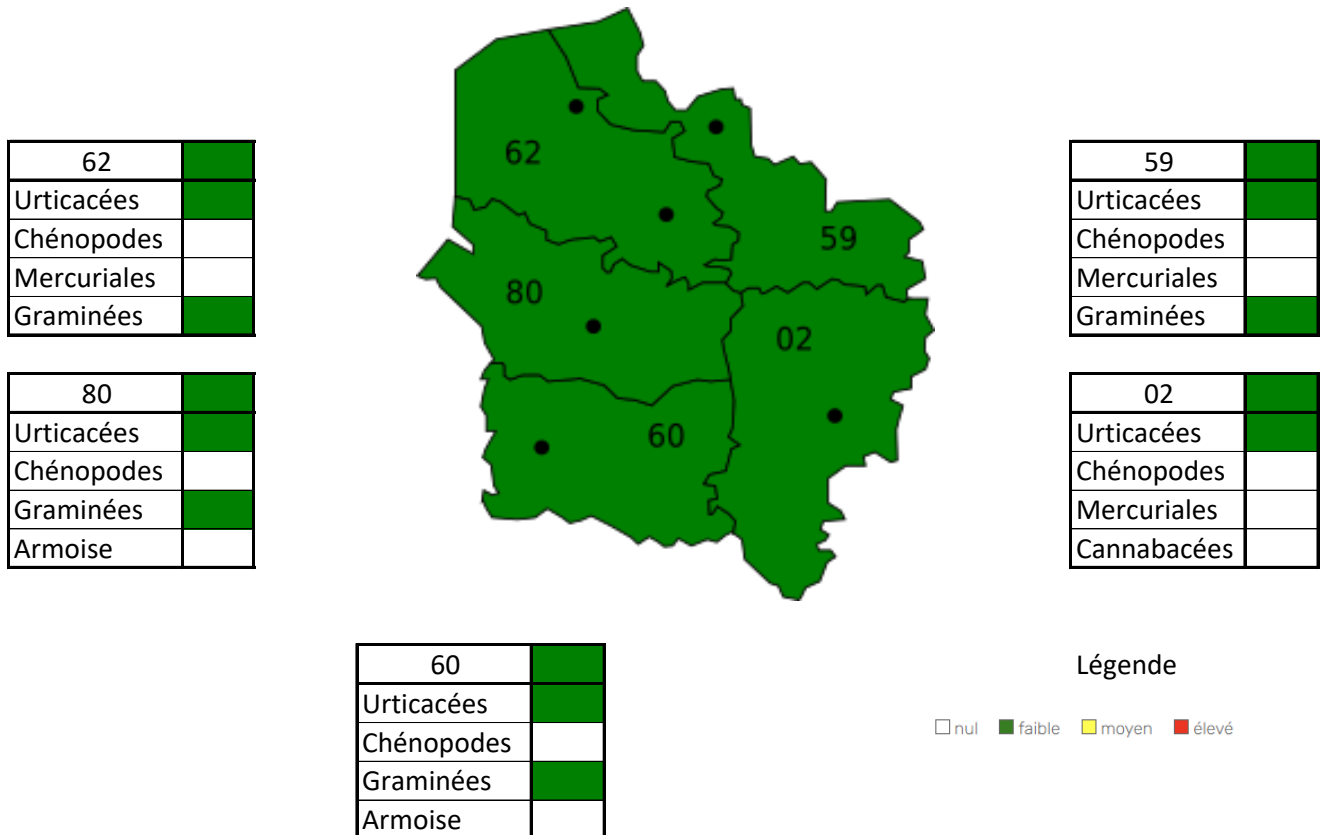 62
Urticacées
Chénopodes
Mercuriales
Graminées
80
Urticacées
Chénopodes
Graminées
Armoise
62
59
80
02
60
59
Urticacées
Chénopodes
Mercuriales
Graminées
02
Urticacées
Chénopodes
Mercuriales
Cannabacées
60
Urticacées
Chénopodes
Graminées
Armoise
Légende
nul faible moyen élevé